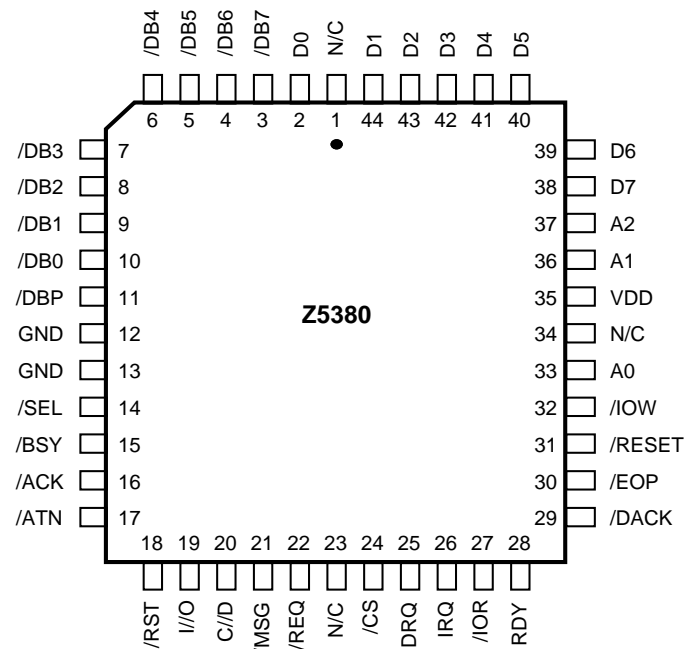 /DB4 /DB5 /DB6 /DB7 D0 N/C D1 D2 D3 D4 D5
6 5 4 3 2 1 44 43 42 41 40
/DB3 7 39 D6
/DB2 8 38 D7
/DB1 9 37 A2
/DB0 10 36 A1
/DBP 11 35 VDD
Z5380
GND 12 34 N/C
GND 13 33 A0
/SEL 14 32 /IOW
/BSY 15 31 /RESET
/ACK 16 30 /EOP
/ATN 17 29 /DACK
18 19 20 21 22 23 24 25 26 27 28
/RST I//O C//D /MSG /REQ N/C /CS DRQ IRQ /IOR RDY